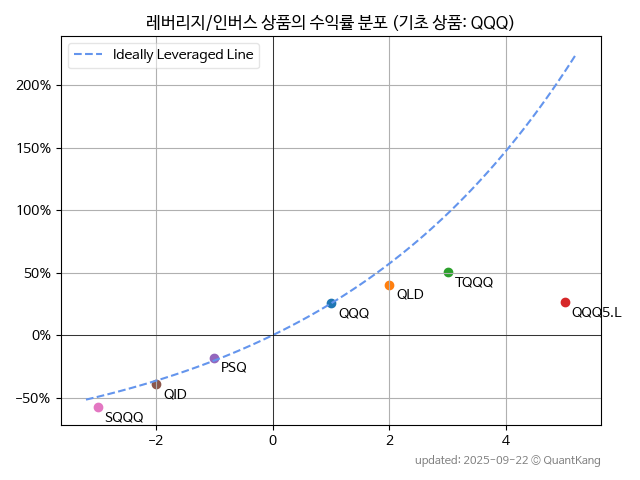 레버리지/인버스 상품의 수익률 분포 (기초 상품: QQQ)
Ideally Leveraged Line
200%
150%
100%
50%
0%
−50%
QQQ
QLD
TQQQ
QQQ5.L
PSQ
QID
SQQQ
−2
0
2
4
updated: 2025-09-22 © QuantKang